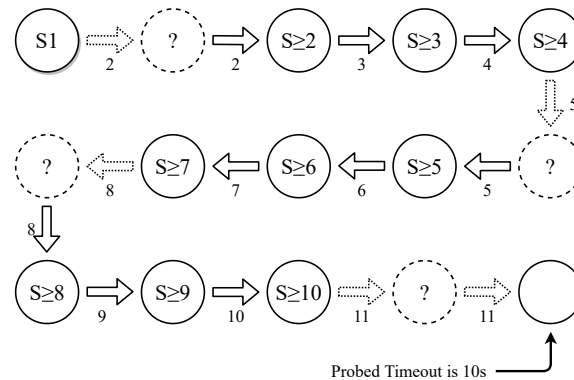 S1 ? S≥2 S≥3 S≥4
2 2 3 4
5
? S≥7 S≥6 S≥5 ?
8 7 6 5
8
S≥8 S≥9 S≥10 ?
9 10 11 11
Probed Timeout is 10s